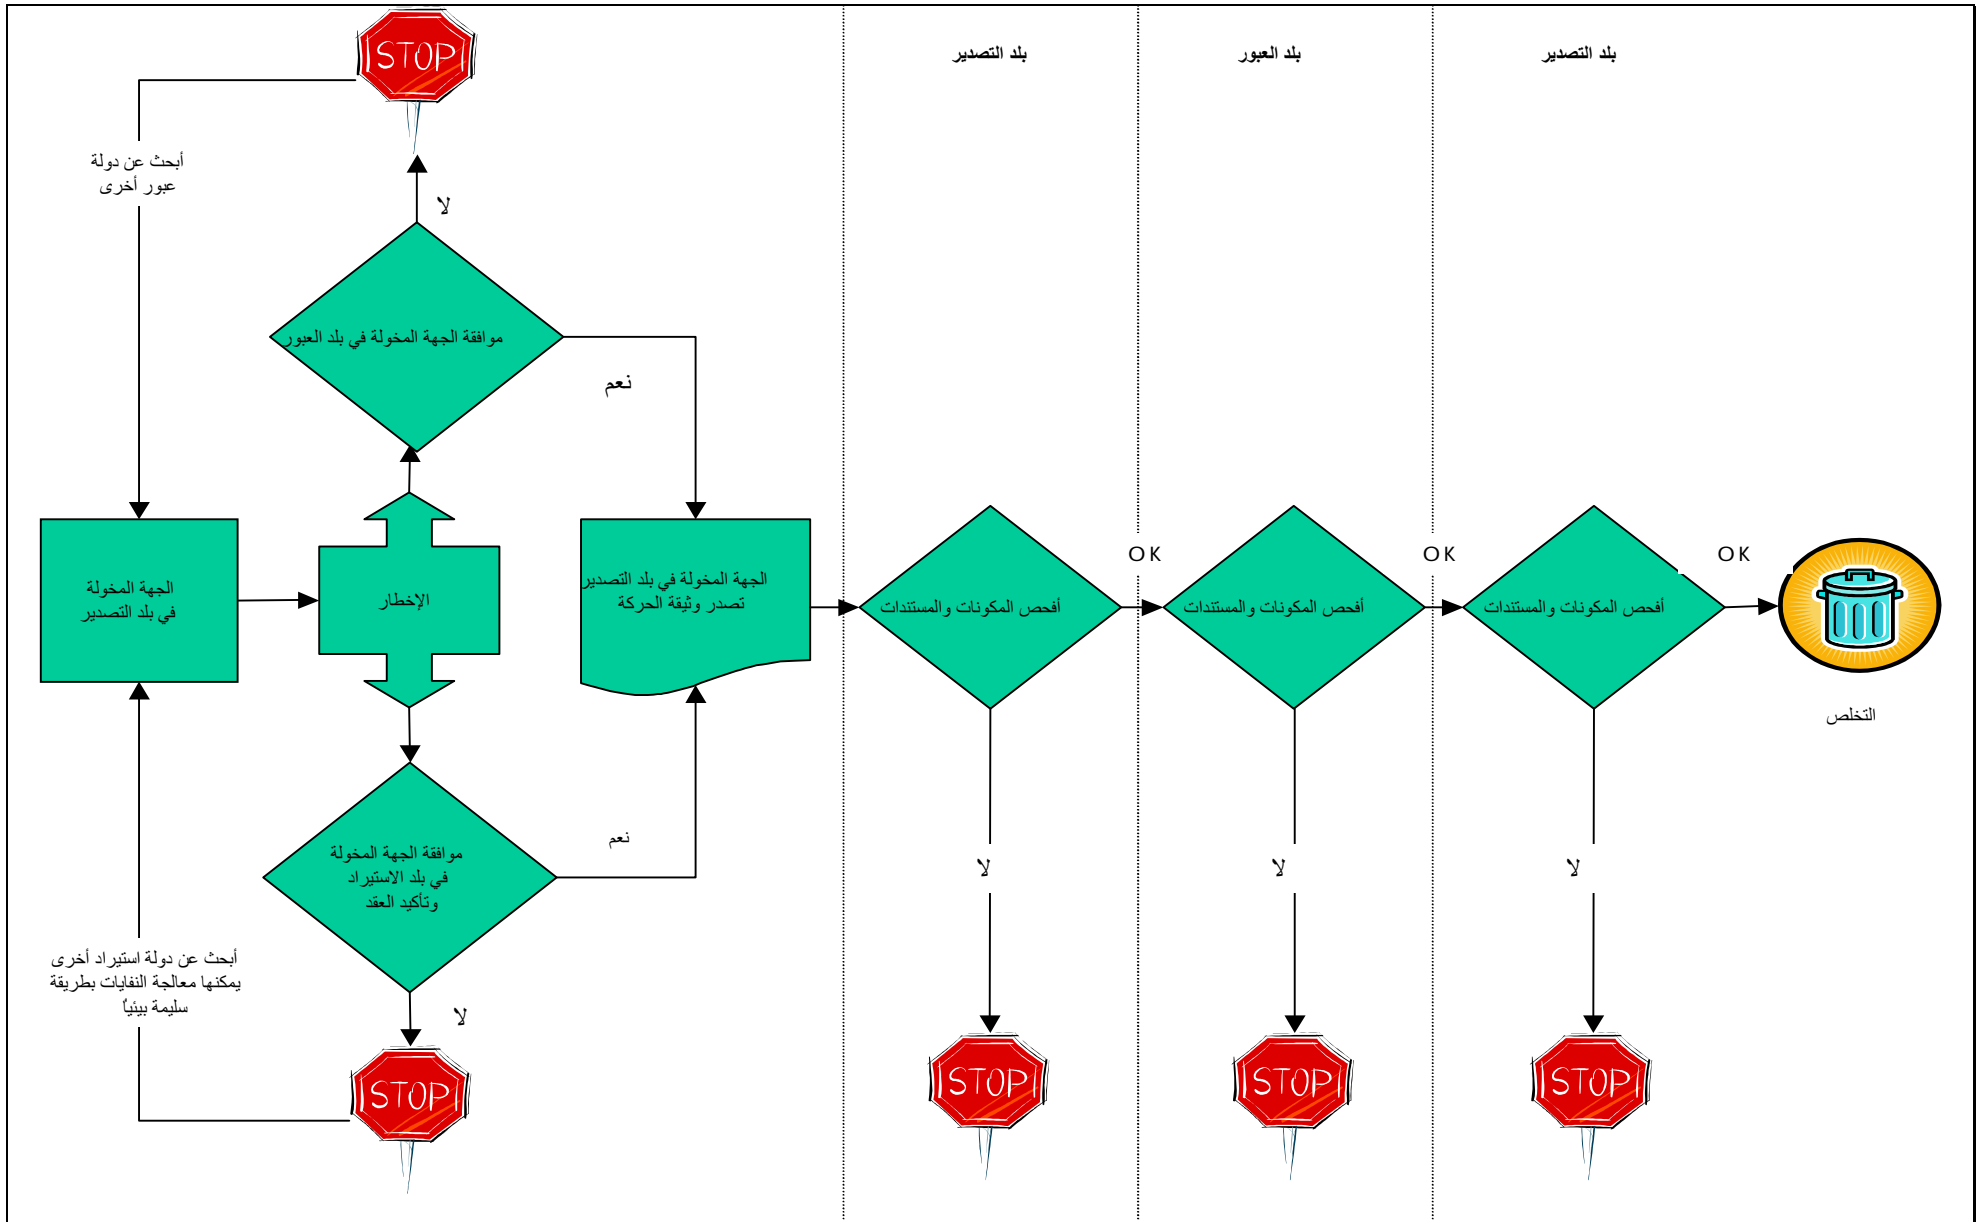 STOP
بلد التصدير
بلد العبور
بلد التصدير
أبحث عن دولة
عبور أخرى
لا
موافقة الجهة المخولة في بلد العبور
نعم
الجهة المخولة
في بلد التصدير
الإخطار
الجهة المخولة في بلد التصدير
تصدر وثيقة الحركة
أفحص المكونات والمستندات
OK
أفحص المكونات والمستندات
OK
أفحص المكونات والمستندات
OK
التخلص
موافقة الجهة المخولة
في بلد الاستيراد
وتأكيد العقد
نعم
لا
لا
لا
أبحث عن دولة استيراد أخرى
يمكنها معالجة النفايات بطريقة
سليمة بيئياً
لا
STOP
STOP
STOP
STOP